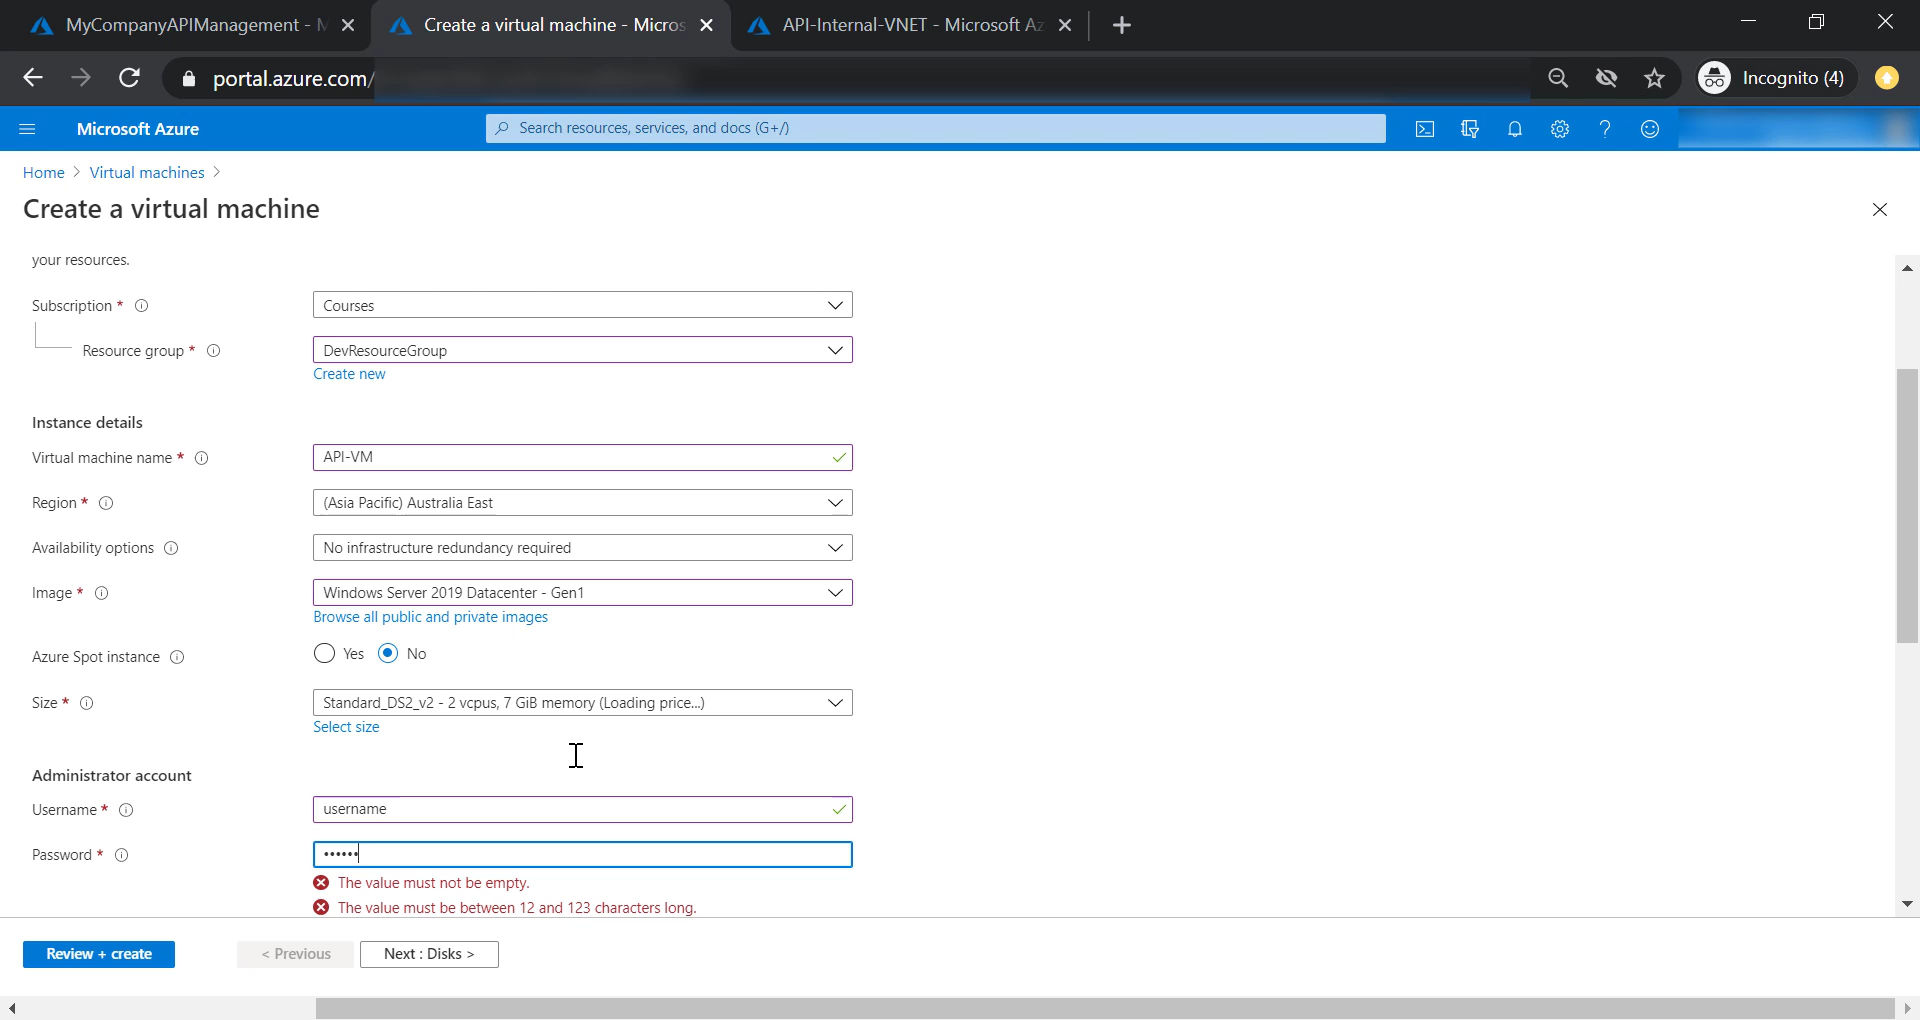 MyCompanyAPIManagement - M
Create a virtual machine - Micros
API-Internal-VNET - Microsoft Az
portal.azure.com/
Incognito (4)
Microsoft Azure
Search resources, services, and docs (G+/)
Home > Virtual machines >
Create a virtual machine
your resources.
Subscription * Courses
Resource group * DevResourceGroup
Create new
Instance details
Virtual machine name * API-VM
Region * (Asia Pacific) Australia East
Availability options No infrastructure redundancy required
Image * Windows Server 2019 Datacenter - Gen1
Browse all public and private images
Azure Spot instance Yes No
Size * Standard_DS2_v2 - 2 vcpus, 7 GiB memory (Loading price...)
Select size
Administrator account
Username * username
Password * ••••••
The value must not be empty.
The value must be between 12 and 123 characters long.
Review + create
< Previous
Next : Disks >